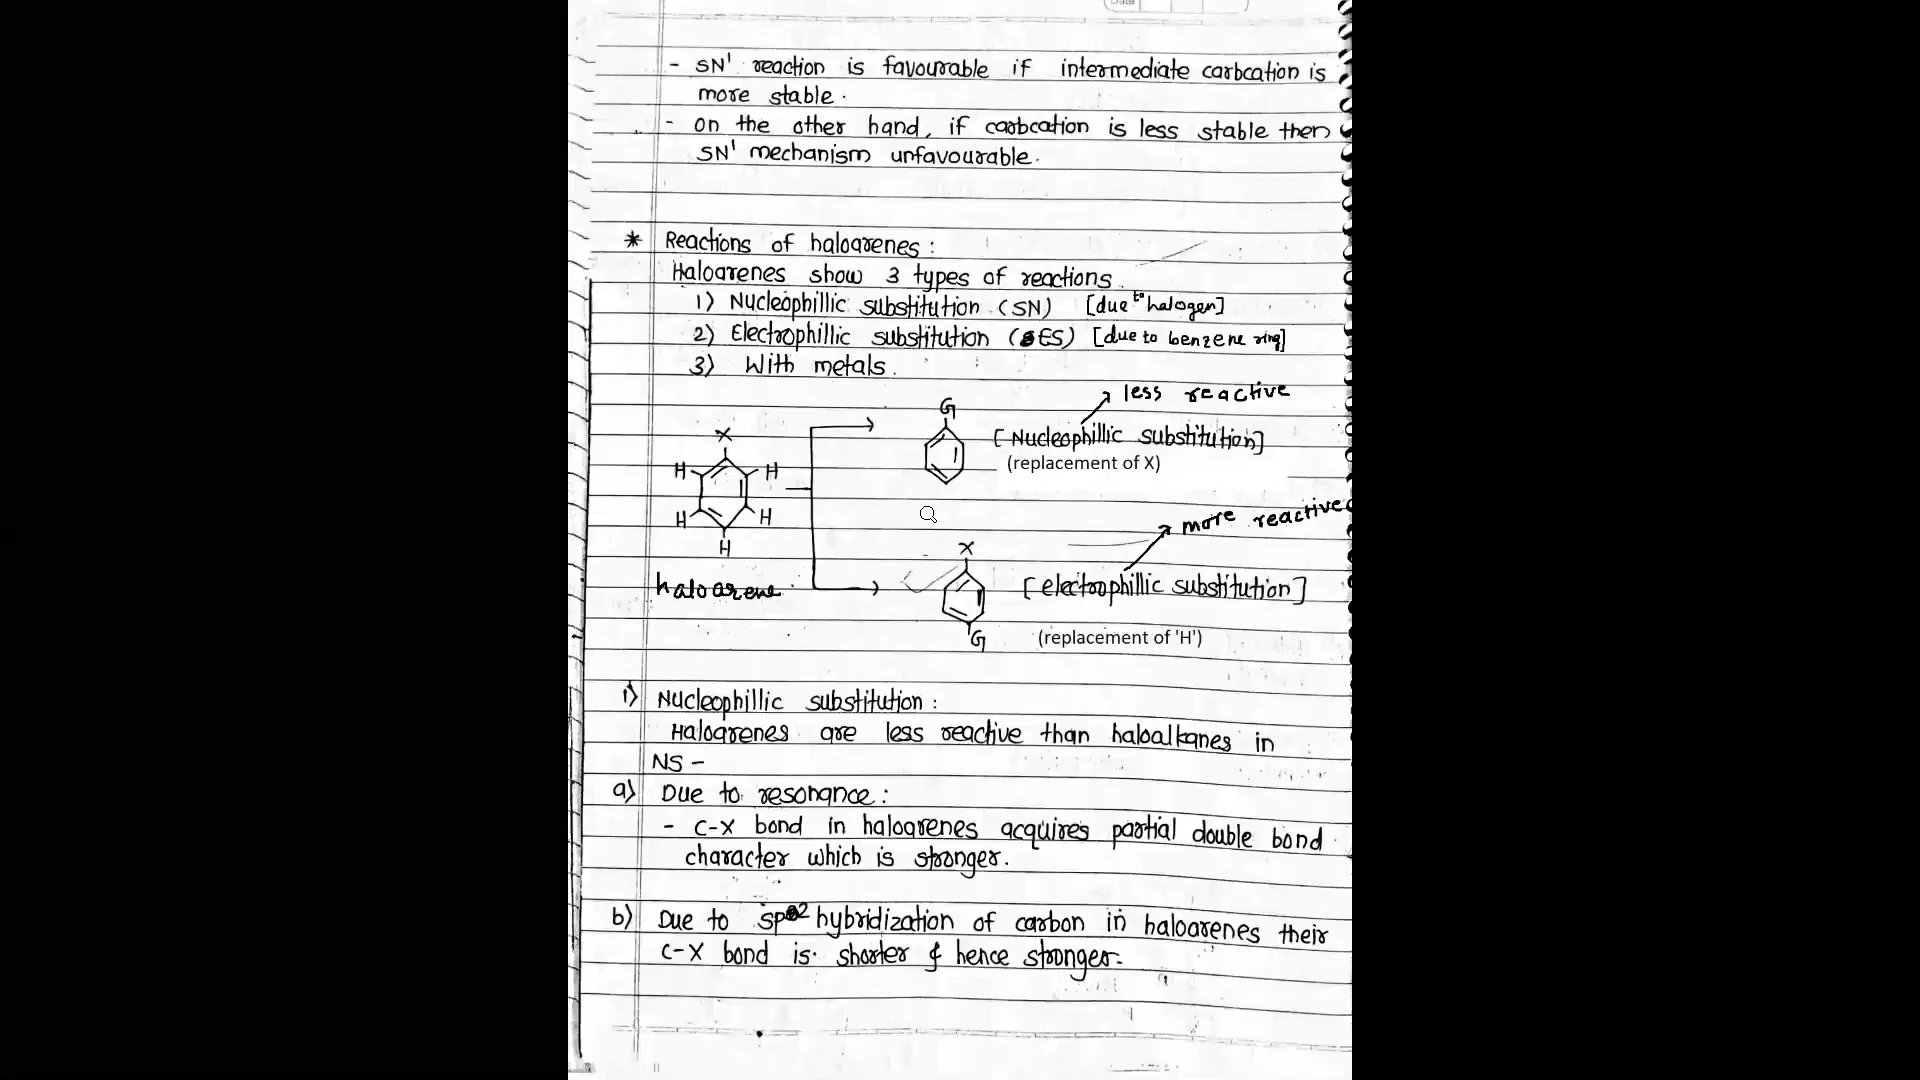 Data
- SN¹ reaction is favourable if intermediate carbcation is
more stable.
- on the other hand, if carbcation is less stable then
SN¹ mechanism unfavourable.
* Reactions of haloarenes :
Haloarenes show 3 types of reactions
1) Nucleophillic substitution (SN) [due to halogen]
2) Electrophillic substitution (ES) [due to benzene ring]
3) With metals.
less reactive
G
[Nucleophillic substitution]
(replacement of X)
X
H H
H H
H
haloarene
more reactive
X
[electrophillic substitution]
G
(replacement of 'H')
1) Nucleophillic substitution :
Haloarenes are less reactive than haloalkanes in
NS -
a) Due to resonance :
- C-X bond in haloarenes acquires partial double bond
character which is stronger.
b) Due to sp2 hybridization of carbon in haloarenes their
C-X bond is shorter & hence stronger.